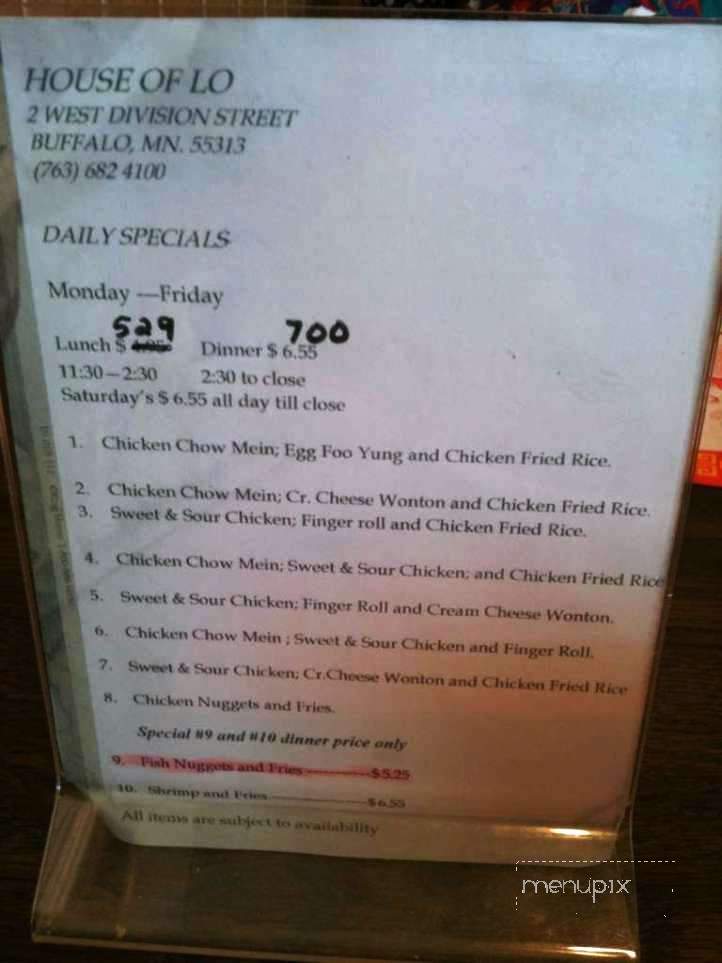 HOUSE OF LO
2 WEST DIVISION STREET
BUFFALO, MN. 55313
(763) 682 4100
DAILY SPECIALS
Monday —Friday
529 700
Lunch $ Dinner $ 6.55
11:30–2:30 2:30 to close
Saturday's $ 6.55 all day till close
1. Chicken Chow Mein; Egg Foo Yung and Chicken Fried Rice.
2. Chicken Chow Mein; Cr. Cheese Wonton and Chicken Fried Rice.
3. Sweet & Sour Chicken; Finger roll and Chicken Fried Rice.
4. Chicken Chow Mein; Sweet & Sour Chicken; and Chicken Fried Rice
5. Sweet & Sour Chicken; Finger Roll and Cream Cheese Wonton.
6. Chicken Chow Mein ; Sweet & Sour Chicken and Finger Roll.
7. Sweet & Sour Chicken; Cr.Cheese Wonton and Chicken Fried Rice
8. Chicken Nuggets and Fries.
Special #9 and #10 dinner price only
9. Fish Nuggets and Fries————$5.25
10. Shrimp and Fries——————$6.55
All items are subject to availability
menupix